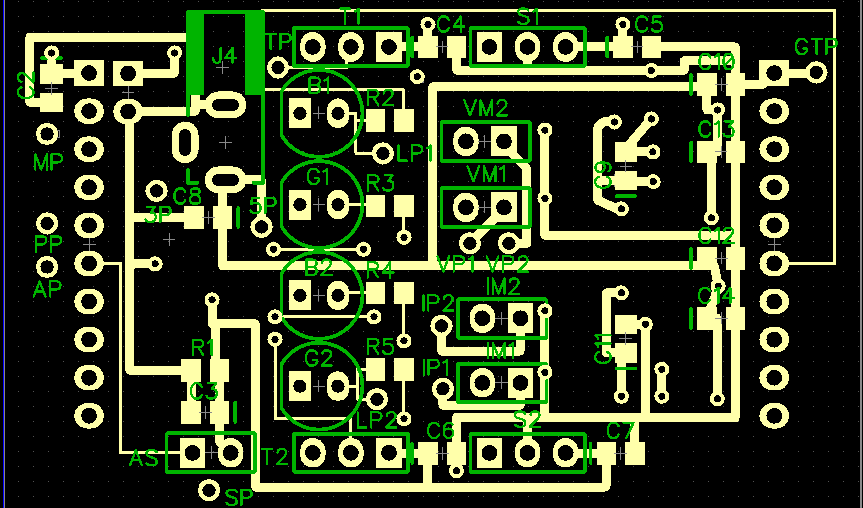 T1 C4 S1 C5
TP J4 GTP
C2 B1 C10
R2 VM2 C13
MP LP1
G1 R3 VM1 C9
C8 5P
3P
PP VP1 VP2 C12
AP B2 R4 IM2
IP2 C14
R1 G2 R5 IM1 C11
IP1
C3
LP2 S2
AS T2 C6 C7
SP